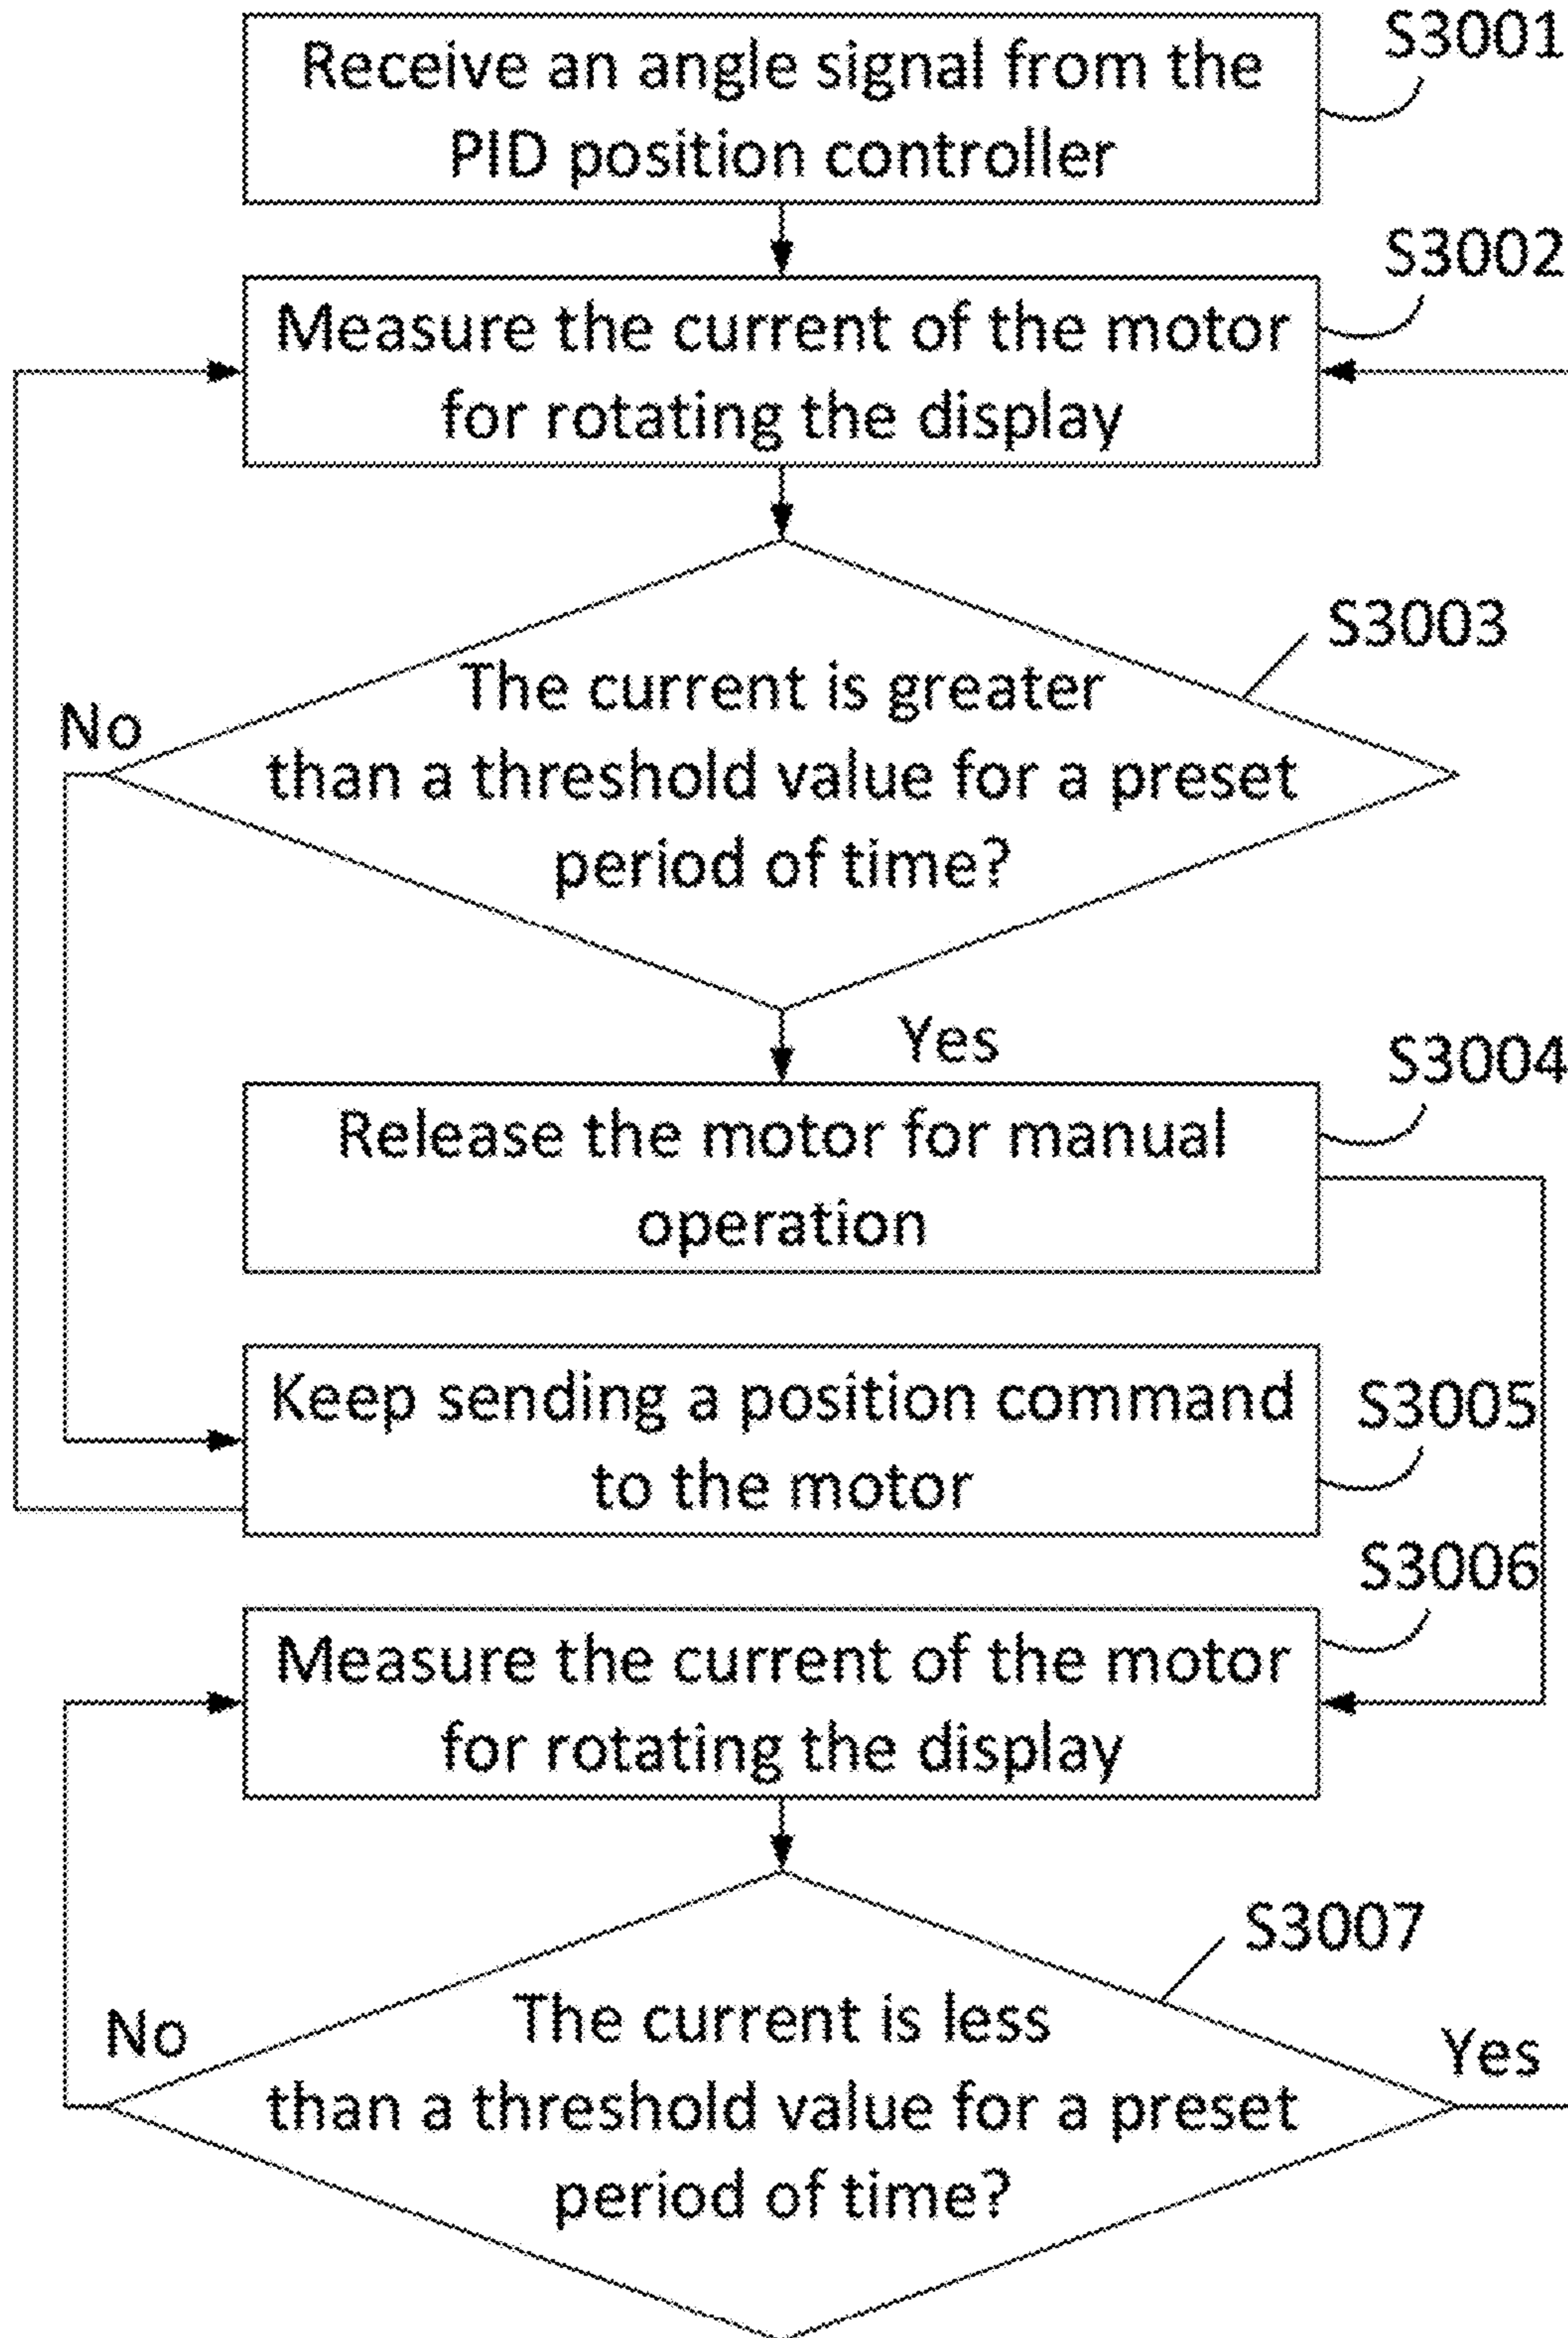 Receive an angle signal from the
PID position controller
S3001
Measure the current of the motor
for rotating the display
S3002
The current is greater
than a threshold value for a preset
period of time?
S3003
No
Yes
Release the motor for manual
operation
S3004
Keep sending a position command
to the motor
S3005
Measure the current of the motor
for rotating the display
S3006
The current is less
than a threshold value for a preset
period of time?
S3007
No
Yes